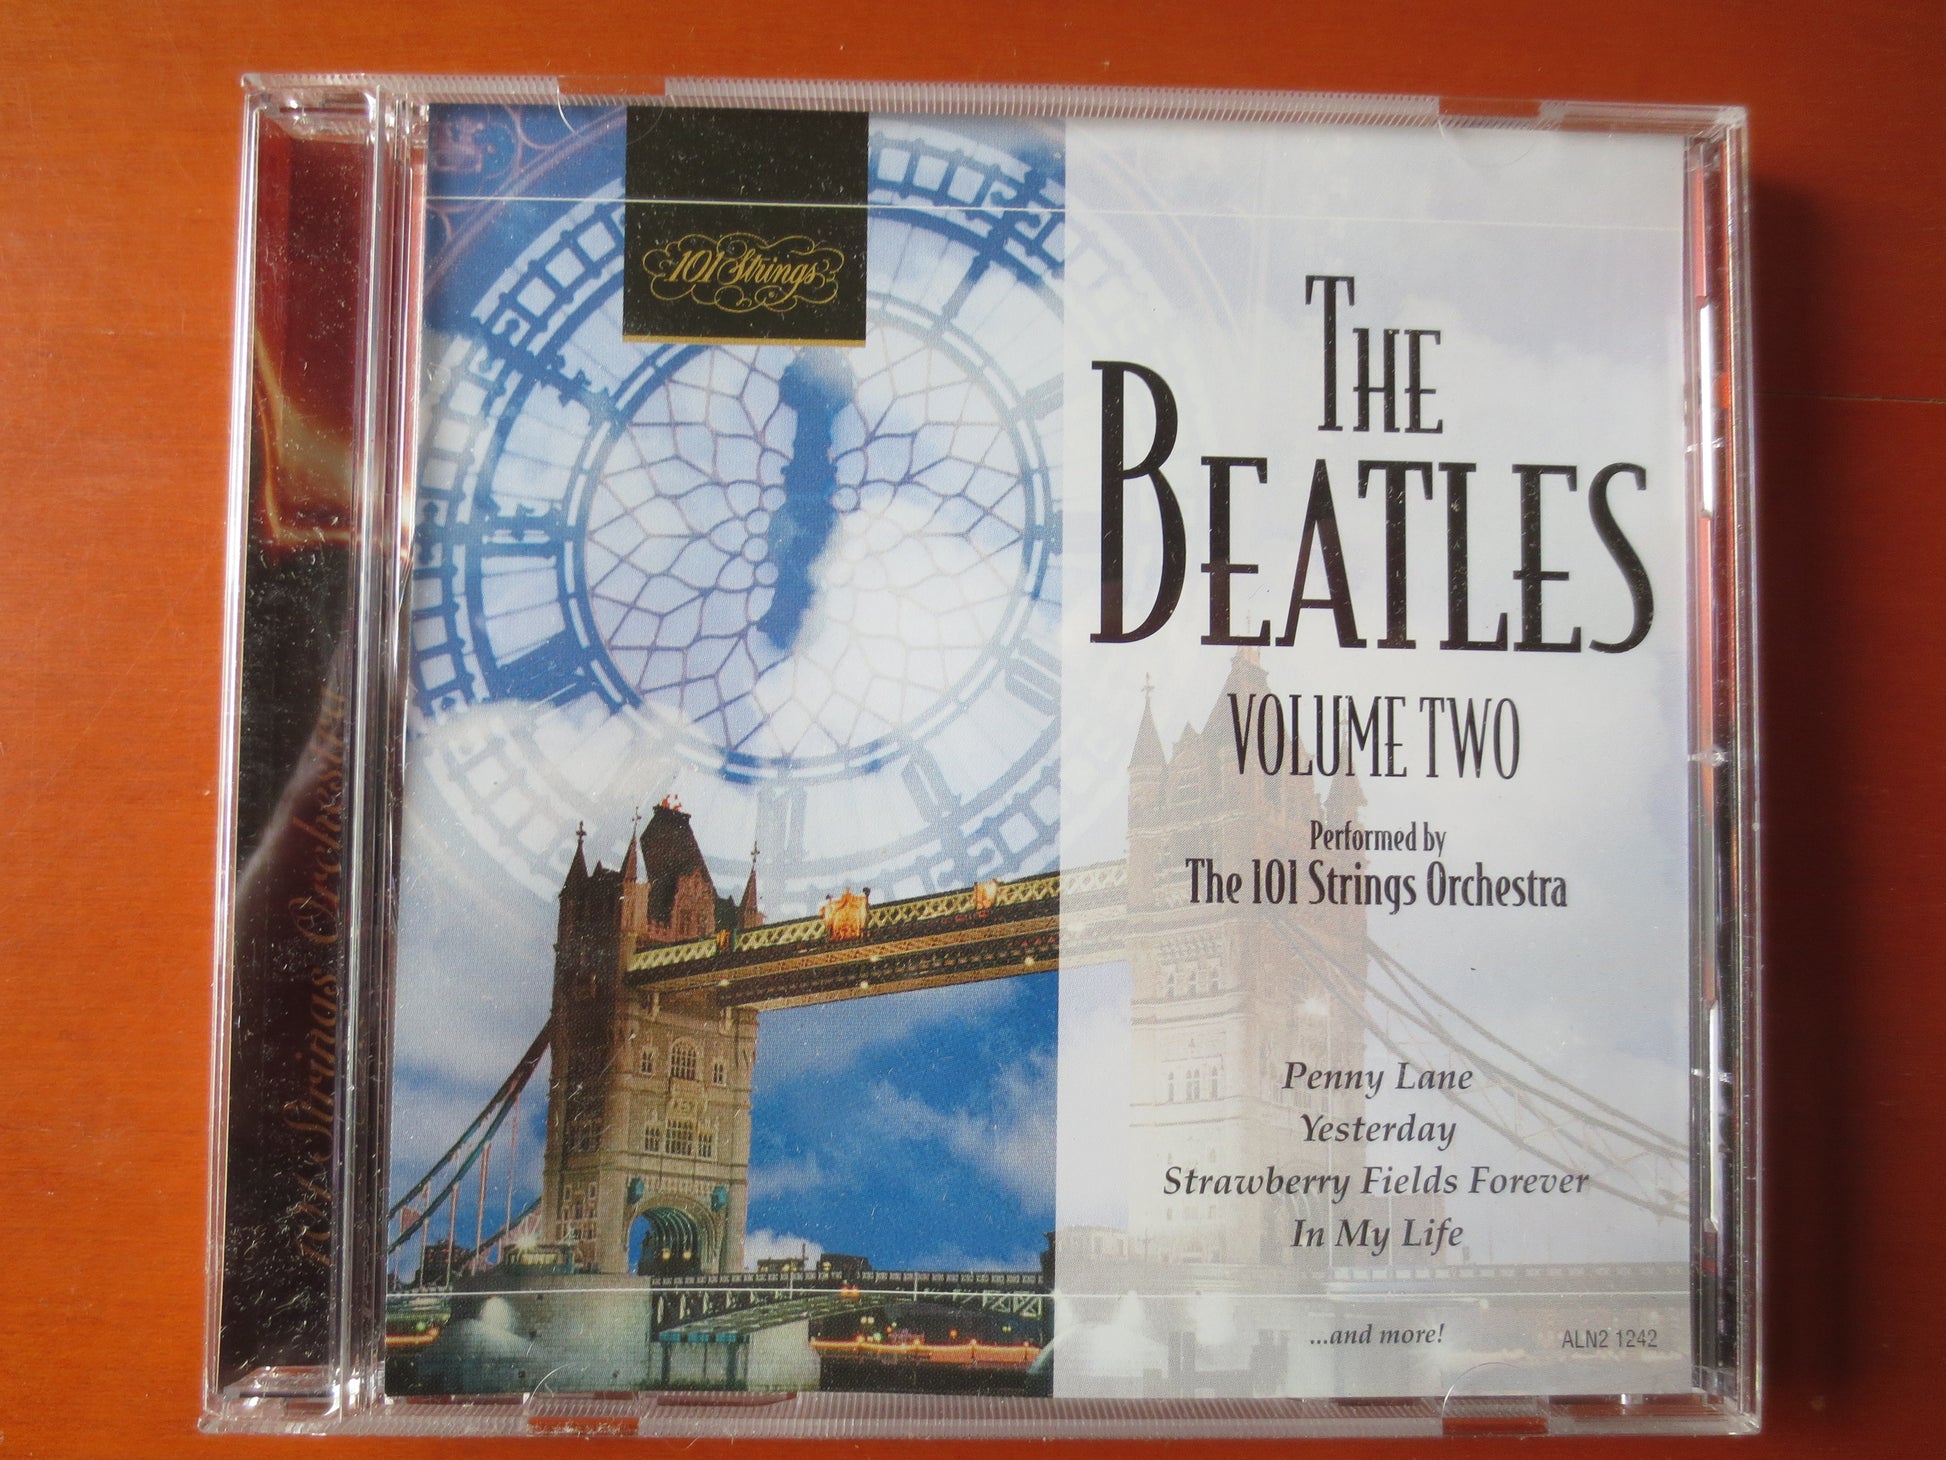 101 Strings
The
Beatles
Volume Two
Performed by
The 101 Strings Orchestra
Penny Lane
Yesterday
Strawberry Fields Forever
In My Life
...and more!
ALN2 1242
101 Strings Orchestra